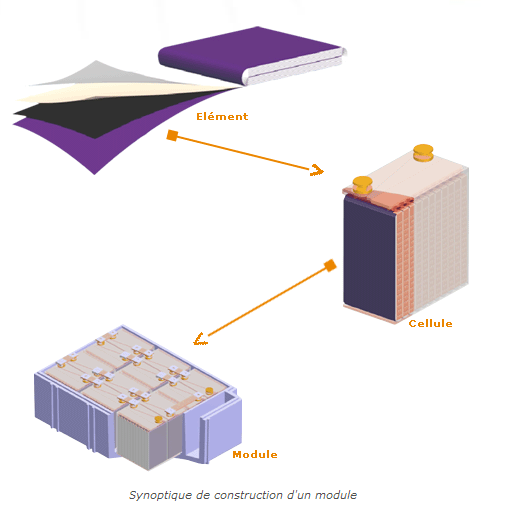 Elément
Cellule
Module
Synoptique de construction d'un module